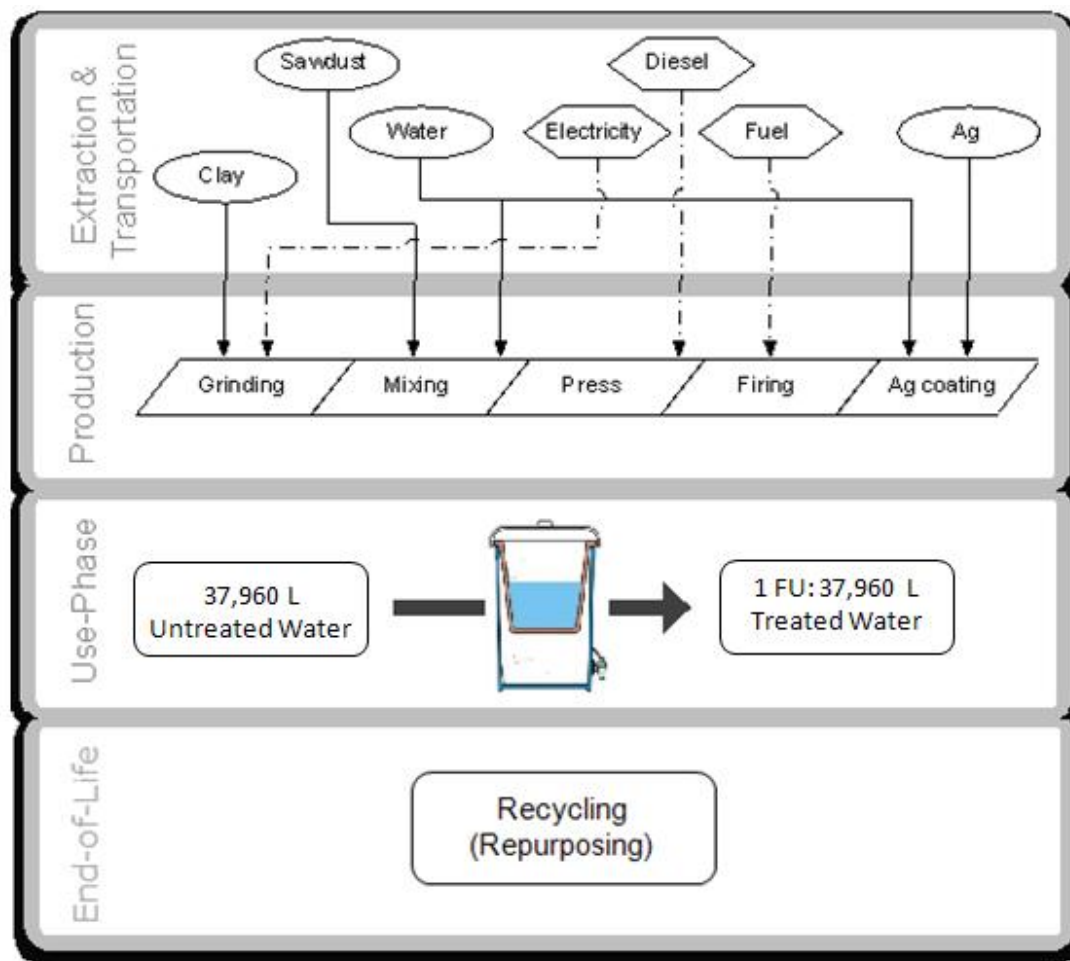 Extraction &
Transportation
Sawdust
Diesel
Water
Electricity
Fuel
Ag
Clay
Production
Grinding
Mixing
Press
Firing
Ag coating
Use-Phase
37,960 L
Untreated Water
1 FU: 37,960 L
Treated Water
End-of-Life
Recycling
(Repurposing)